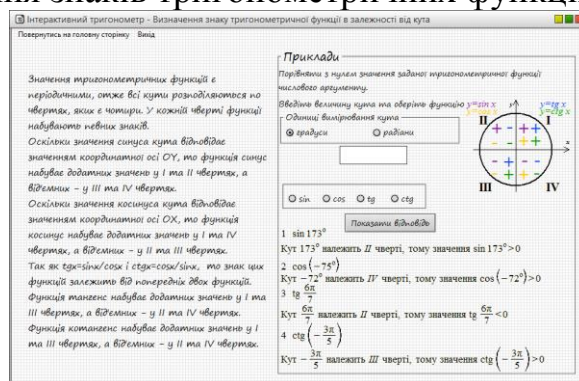 ня знаків тригонометричних функцій
Інтерактивний тригонометр - Визначення знаку тригонометричної функції в залежності від кута
Повернутись на головну сторінку Вихід
Значення тригонометричних функцій є
періодичними, отже всі кути розподіляються по
чвертях, яких є чотири. У кожній чверті функції
набувають певних знаків.
Оскільки значення синуса кута відповідає
значенням координатної осі OY, то функція синус
набуває додатних значень у I та II чвертях, а
від'ємних – у III та IV чвертях.
Оскільки значення косинуса кута відповідає
значенням координатної осі OX, то функція
косинус набуває додатних значень у I та IV
чвертях, а від'ємних – у II та III чвертях.
Так як tgx=sinx/cosx і ctgx=cosx/sinx, то знак цих
функцій залежить від попередніх двох функцій.
Функція тангенс набуває додатних значень у I та
III чвертях, а від'ємних – у II та IV чвертях.
Функція котангенс набуває додатних значень у I
та III чвертях, а від'ємних – у II та IV чвертях.
Приклади
Порівняти з нулем значення заданої тригонометричної функції
числового аргументу.
Введіть величину кута та оберіть функцію
Одиниці вимірювання кута
градуси радіани
sin cos tg ctg
Показати відповідь
y=sin x y y=tg x
y=cos x y=ctg x
II I
+ - + +
+ - + +
x
- + - +
- + + -
III IV
1 sin 173°
Кут 173° належить II чверті, тому значення sin 173°>0
2 cos(−75°)
Кут −72° належить IV чверті, тому значення cos(−72°)>0
3 tg 6π/7
Кут 6π/7 належить II чверті, тому значення tg 6π/7 <0
4 ctg(−3π/5)
Кут −3π/5 належить III чверті, тому значення ctg(−3π/5)>0